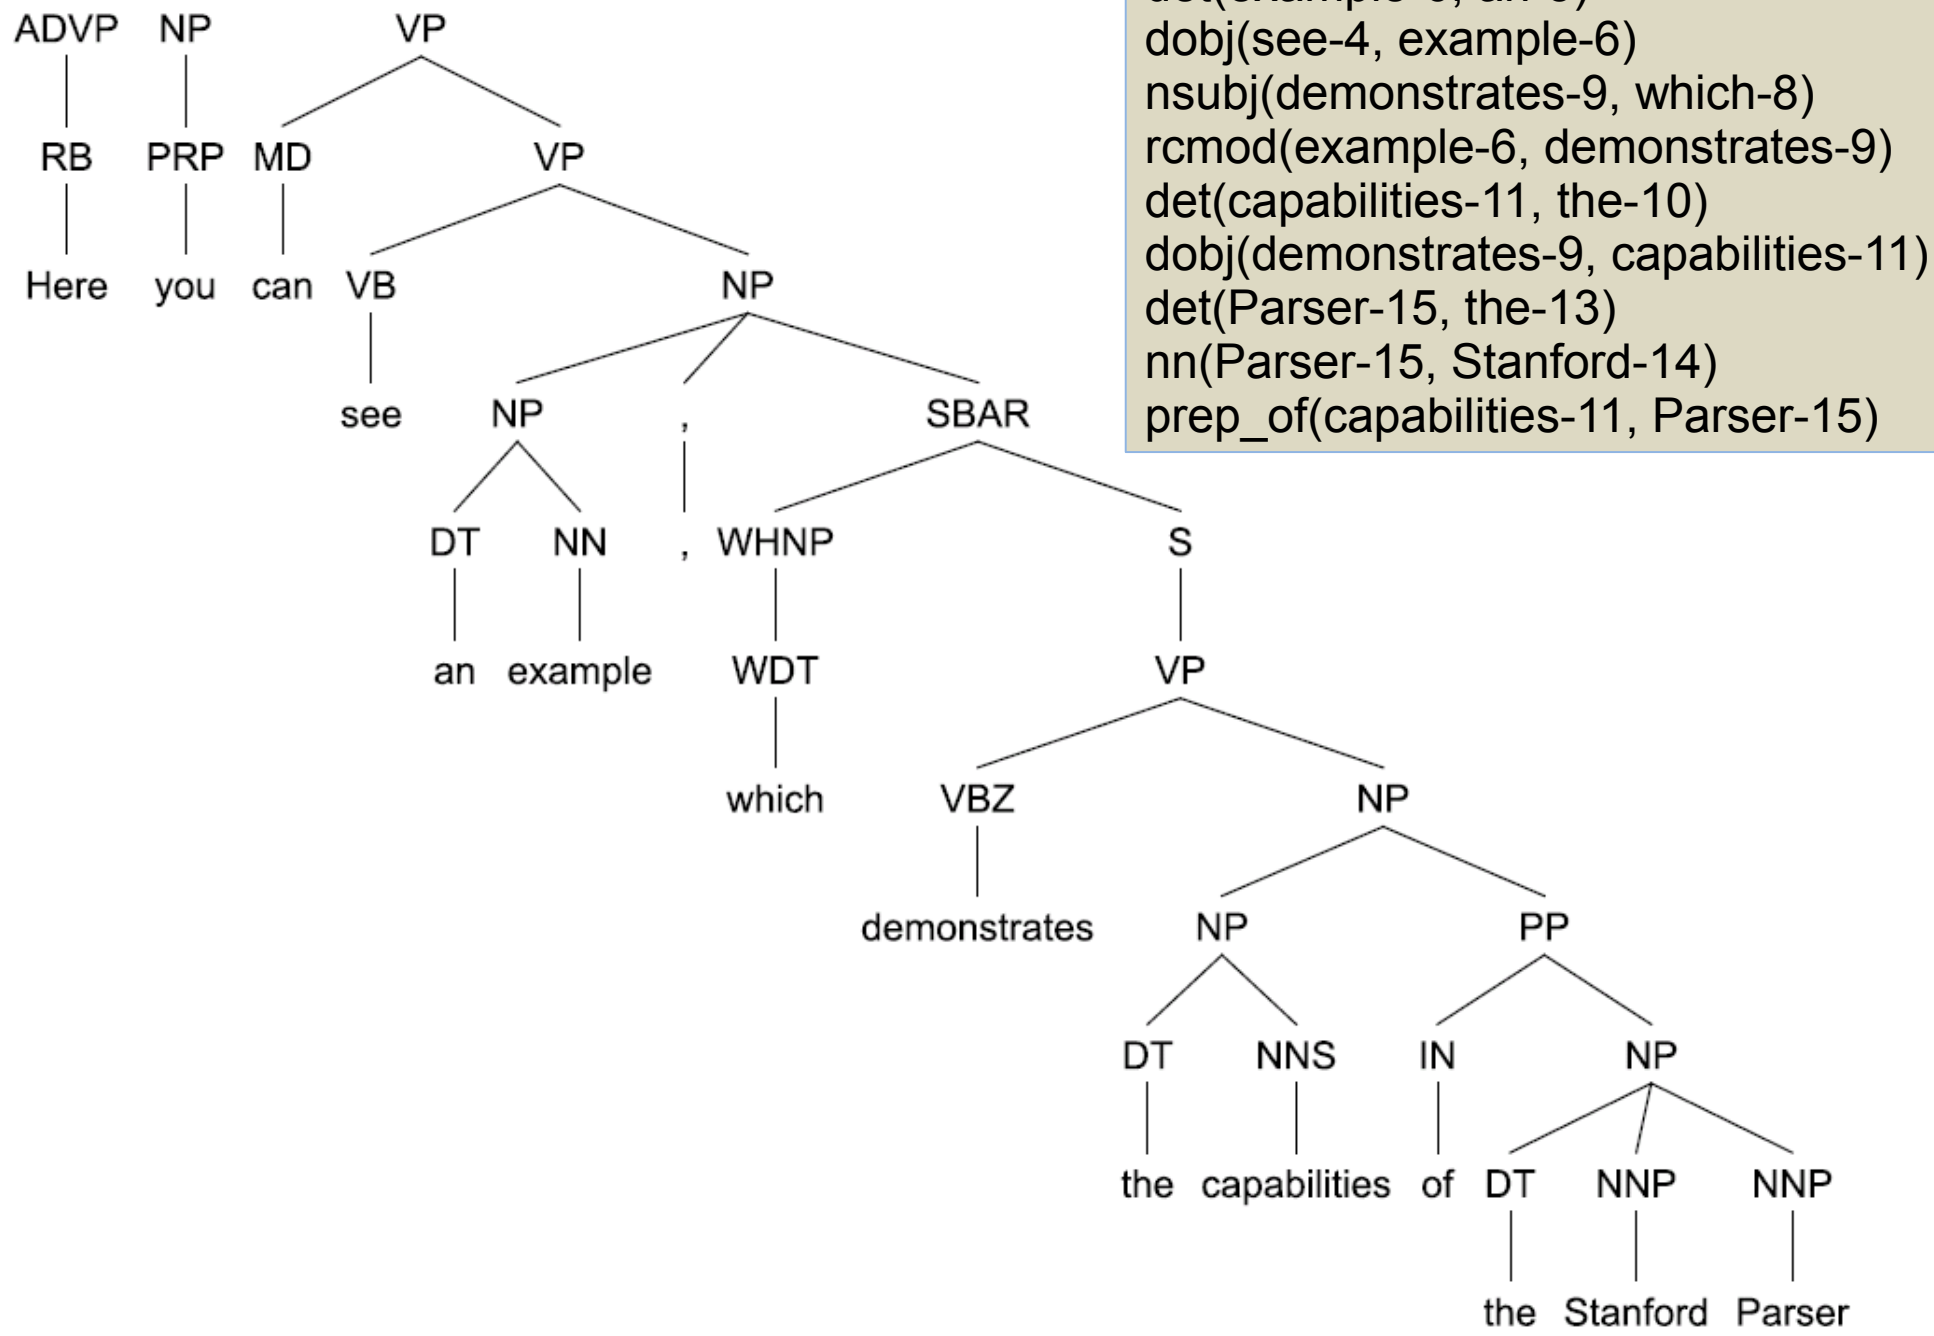 ADVP NP VP
RB PRP MD VP
Here you can VB NP
see NP , SBAR
DT NN , WHNP S
an example WDT VP
which VBZ NP
demonstrates NP PP
DT NNS IN NP
the capabilities of DT NNP NNP
the Stanford Parser
dobj(see-4, example-6)
nsubj(demonstrates-9, which-8)
rcmod(example-6, demonstrates-9)
det(capabilities-11, the-10)
dobj(demonstrates-9, capabilities-11)
det(Parser-15, the-13)
nn(Parser-15, Stanford-14)
prep_of(capabilities-11, Parser-15)